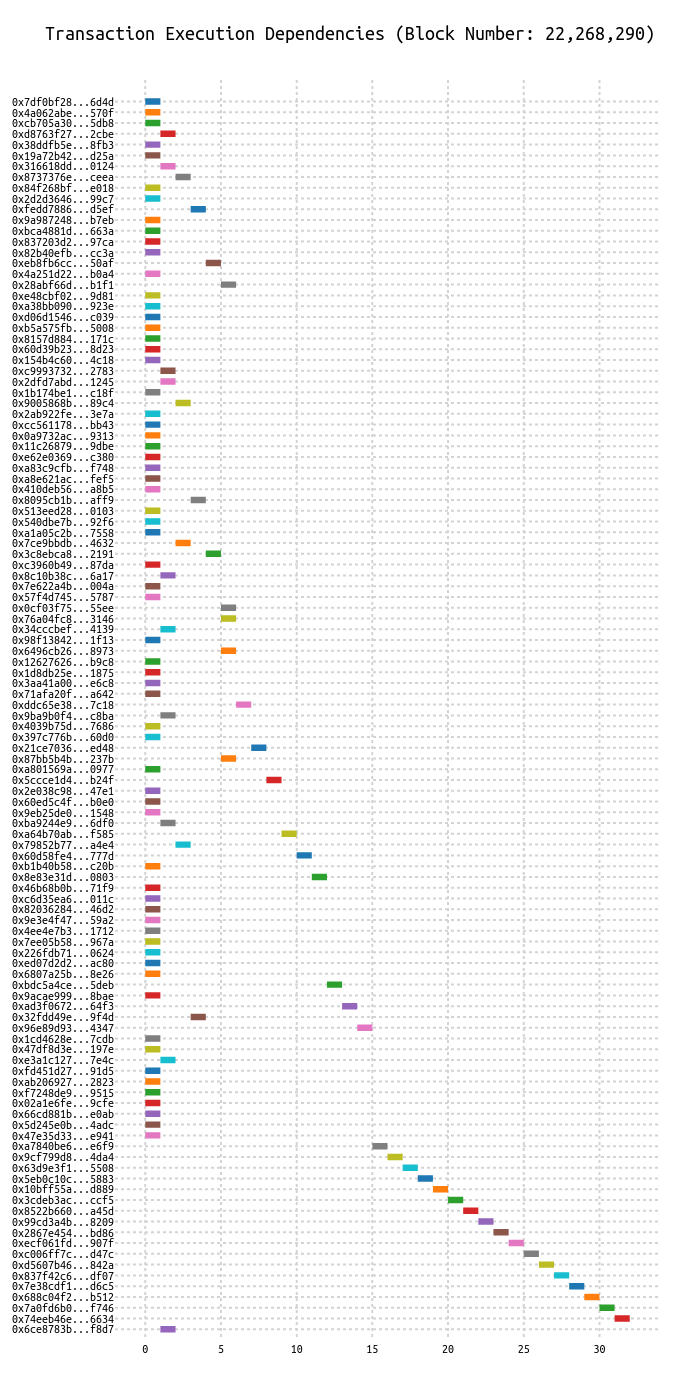 Transaction Execution Dependencies (Block Number: 22,268,290)
0x7df0bf28...6d4d
0x4a062abe...570f
0xcb705a30...5db8
0xd8763f27...2cbe
0x38ddfb5e...8fb3
0x19a72b42...d25a
0x316618dd...0124
0x8737376e...ceea
0x84f268bf...e018
0x2d2d3646...99c7
0xfedd7886...d5ef
0x9a987248...b7eb
0xbca4881d...663a
0x837203d2...97ca
0x82b40efb...cc3a
0xeb8fb6cc...50af
0x4a251d22...b0a4
0x28abf66d...b1f1
0xe48cbf02...9d81
0xa38bb090...923e
0xd06d1546...c039
0xb5a575fb...5008
0x8157d884...171c
0x60d39b23...8d23
0x154b4c60...4c18
0xc9993732...2783
0x2dfd7abd...1245
0x1b174be1...c18f
0x9005868b...89c4
0x2ab922fe...3e7a
0xcc561178...bb43
0x0a9732ac...9313
0x11c26879...9dbe
0xe62e0369...c380
0xa83c9cfb...f748
0xa8e621ac...fef5
0x410deb56...a8b5
0x8095cb1b...aff9
0x513eed28...0103
0x540dbe7b...92f6
0xa1a05c2b...7558
0x7ce9bbdb...4632
0x3c8ebca8...2191
0xc3960b49...87da
0x8c10b38c...6a17
0x7e622a4b...004a
0x57f4d745...5787
0x0cf03f75...55ee
0x76a04fc8...3146
0x34cccbef...4139
0x98f13842...1f13
0x6496cb26...8973
0x12627626...b9c8
0x1d8db25e...1875
0x3aa41a00...e6c8
0x71afa20f...a642
0xddc65e38...7c18
0x9ba9b0f4...c8ba
0x4039b75d...7686
0x397c776b...60d0
0x21ce7036...ed48
0x87bb5b4b...237b
0xa801569a...0977
0x5ccce1d4...b24f
0x2e038c98...47e1
0x60ed5c4f...b0e0
0x9eb25de0...1548
0xba9244e9...6df0
0xa64b70ab...f585
0x79852b77...a4e4
0x60d58fe4...777d
0xb1b40b58...c20b
0x8e83e31d...0803
0x46b68b0b...71f9
0xc6d35ea6...011c
0x82036284...46d2
0x9e3e4f47...59a2
0x4ee4e7b3...1712
0x7ee05b58...967a
0x226fdb71...0624
0xed07d2d2...ac80
0x6807a25b...8e26
0xbdc5a4ce...5deb
0x9acae999...8bae
0xad3f0672...64f3
0x32fdd49e...9f4d
0x96e89d93...4347
0x1cd4628e...7cdb
0x47df8d3e...197e
0xe3a1c127...7e4c
0xfd451d27...91d5
0xab206927...2823
0xf7248de9...9515
0x02a1e6fe...9cfe
0x66cd881b...e0ab
0x5d245e0b...4adc
0x47e35d33...e941
0xa7840be6...e6f9
0x9cf799d8...4da4
0x63d9e3f1...5508
0x5eb0c10c...5883
0x10bff55a...d889
0x3cdeb3ac...ccf5
0x8522b660...a45d
0x99cd3a4b...8209
0x2867e454...bd86
0xecf061fd...907f
0xc006ff7c...d47c
0xd5607b46...842a
0x837f42c6...df07
0x7e38cdf1...d6c5
0x688c04f2...b512
0x7a0fd6b0...f746
0x74eeb46e...6634
0x6ce8783b...f8d7
0 5 10 15 20 25 30